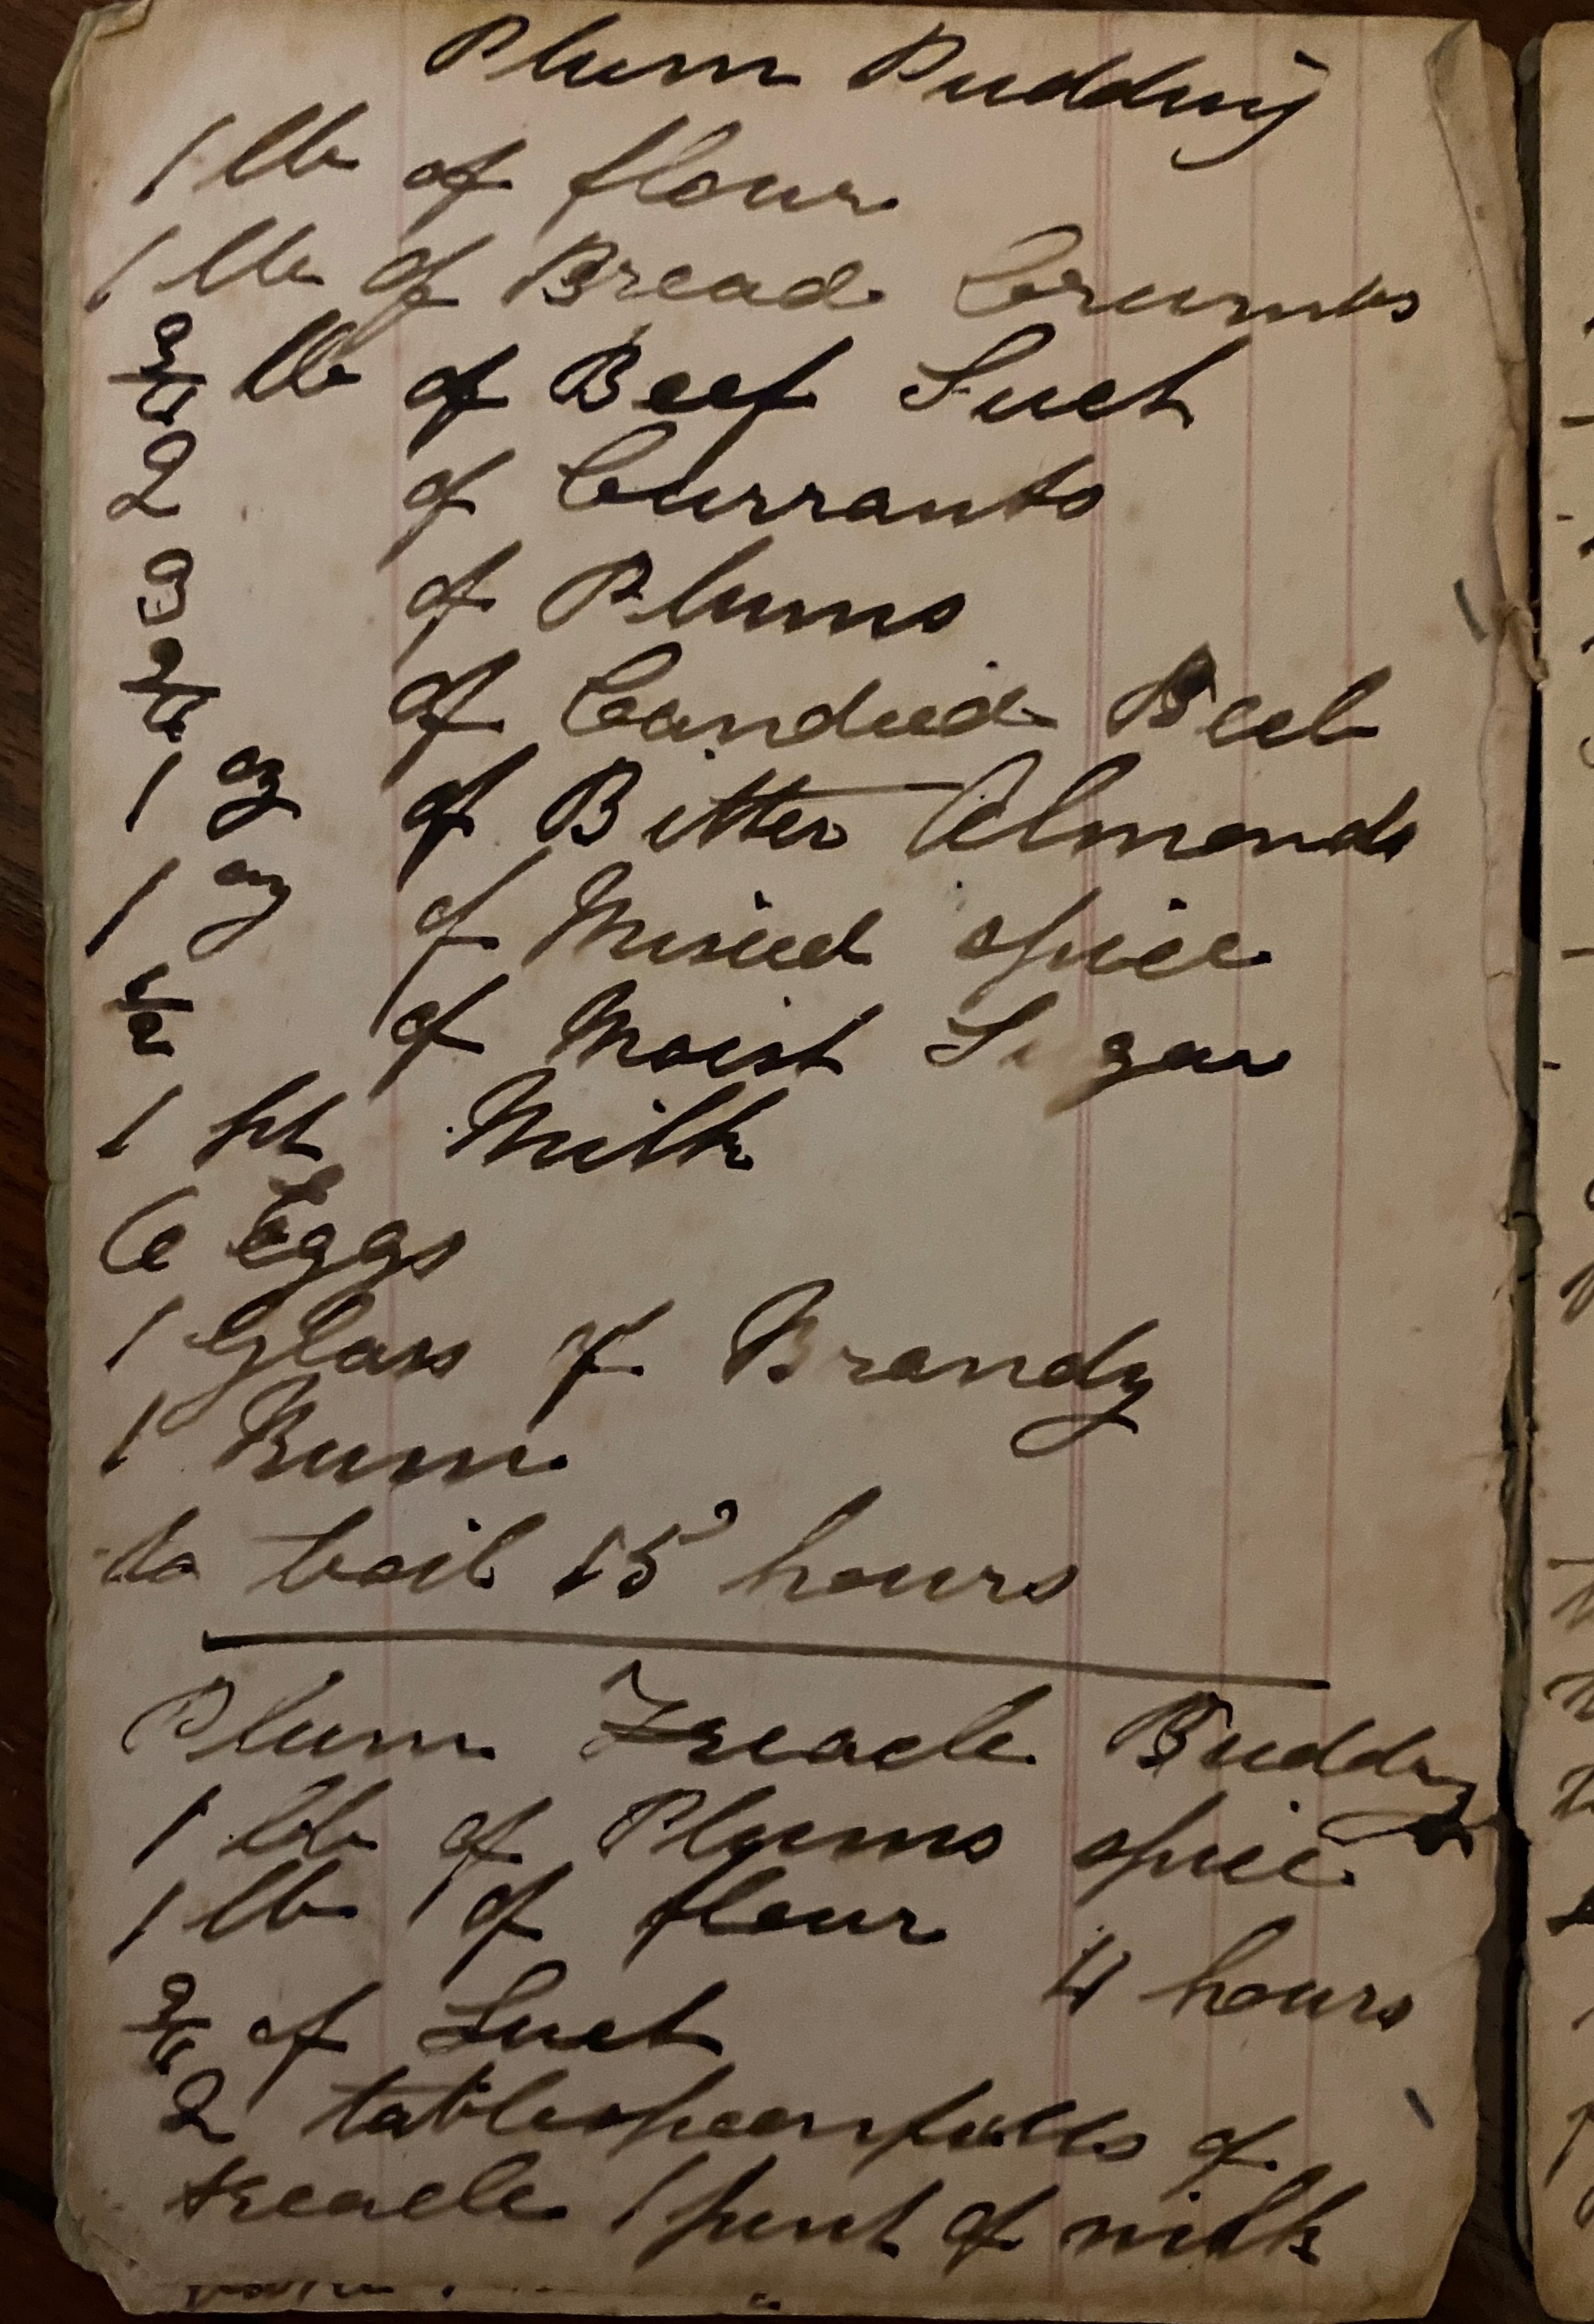 Plum Pudding
1 lb of flour
1 lb of Bread Crumbs
3/4 lb of Beef Suet
2 of Currants
3 of Plums
3/4 of Candied Peel
1 oz of Bitter Almonds
1 oz of Mixed spice
1/2 of Moist Sugar
1 pt Milk
6 Eggs
1 Glass of Brandy
1 Rum
to boil 15 hours
Plum Treacle Pudding
1 lb of Plums spice
1 lb of flour
4 hours
3/4 of Suet
2 tablespoonfulls of
treacle 1 pint of milk